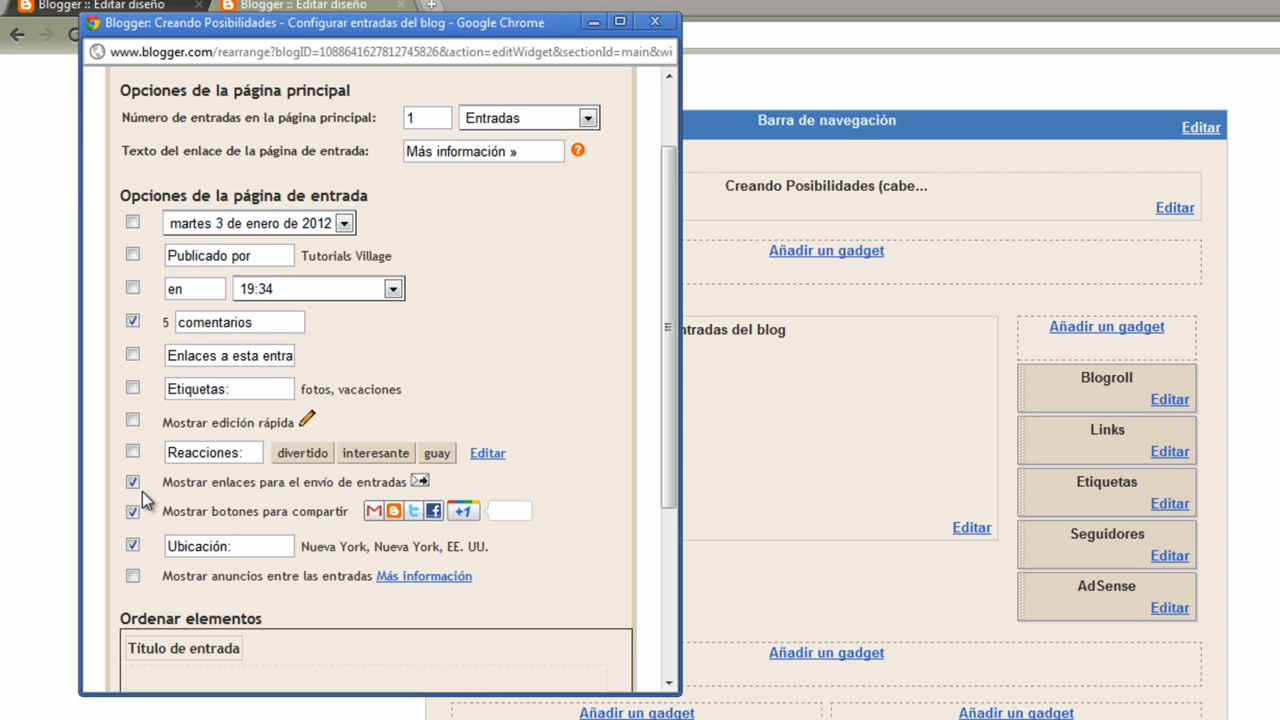 Blogger :: Editar diseño
Blogger :: Editar diseño
Blogger: Creando Posibilidades - Configurar entradas del blog - Google Chrome
www.blogger.com/rearrange?blogID=1088641627812745826&action=editWidget&sectionId=main&wi
Opciones de la página principal
Número de entradas en la página principal: 1 Entradas
Texto del enlace de la página de entrada: Más información »
Opciones de la página de entrada
martes 3 de enero de 2012
Publicado por Tutorials Village
en 19:34
5 comentarios
Enlaces a esta entra
Etiquetas: fotos, vacaciones
Mostrar edición rápida
Reacciones: divertido interesante guay Editar
Mostrar enlaces para el envío de entradas
Mostrar botones para compartir +1
Ubicación: Nueva York, Nueva York, EE. UU.
Mostrar anuncios entre las entradas Más información
Ordenar elementos
Título de entrada
Barra de navegación
Editar
Creando Posibilidades (cabe...
Editar
Añadir un gadget
ntradas del blog
Editar
Añadir un gadget
Blogroll
Editar
Links
Editar
Etiquetas
Editar
Seguidores
Editar
AdSense
Editar
Añadir un gadget
Añadir un gadget
Añadir un gadget